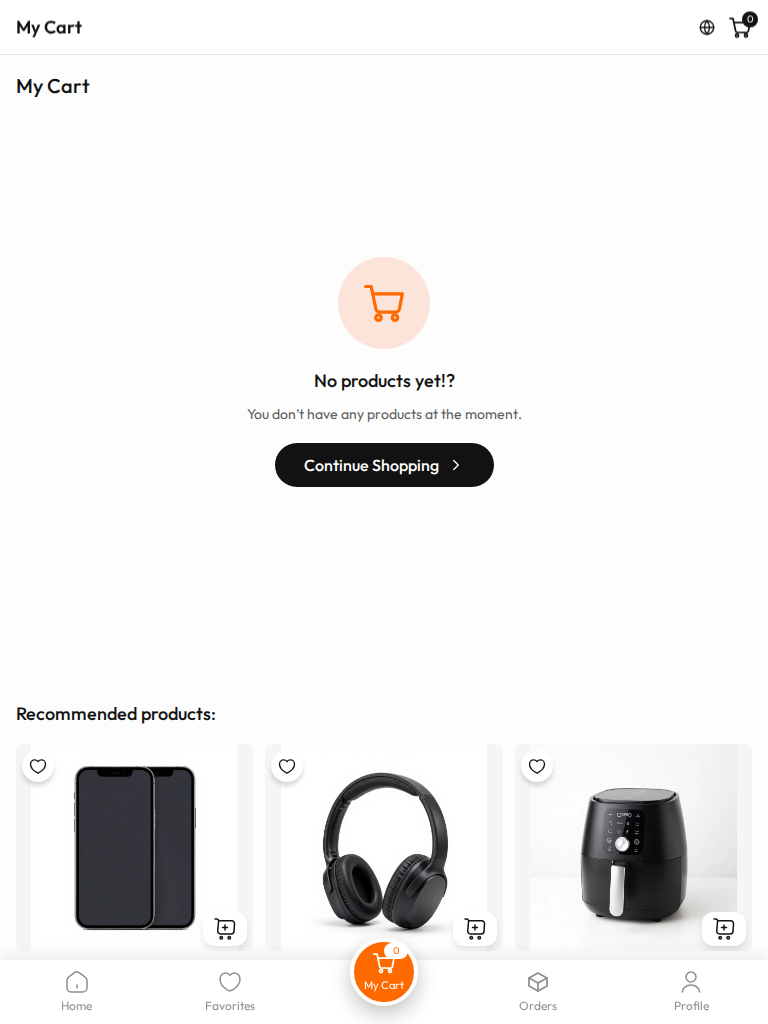 My Cart
0
My Cart
No products yet!?
You don't have any products at the moment.
Continue Shopping
Recommended products:
0
My Cart
Home
Favorites
Orders
Profile